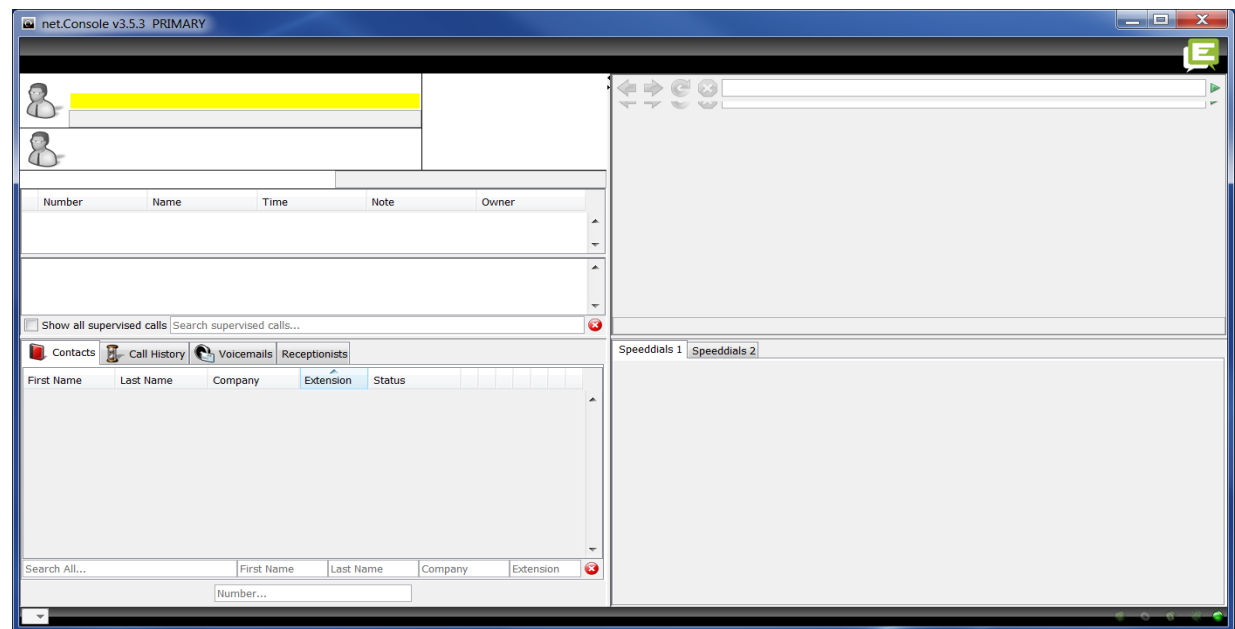 net.Console v3.5.3 PRIMARY
E
Number Name Time Note Owner
Show all supervised calls Search supervised calls...
Contacts Call History Voicemails Receptionists
Speeddials 1 Speeddials 2
First Name Last Name Company Extension Status
Search All... First Name Last Name Company Extension
Number...